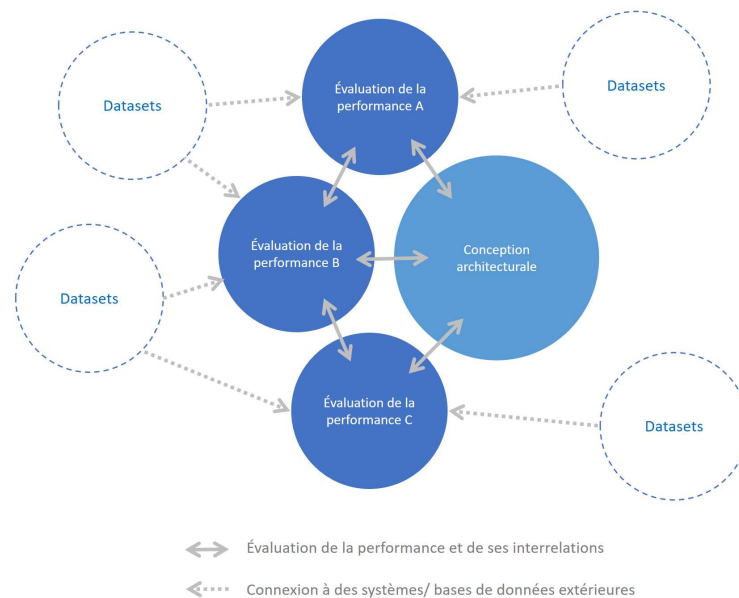 Datasets
Évaluation de la
performance A
Datasets
Évaluation de la
performance B
Conception
architecturale
Datasets
Évaluation de la
performance C
Datasets
Évaluation de la performance et de ses interrelations
Connexion à des systèmes/ bases de données extérieures